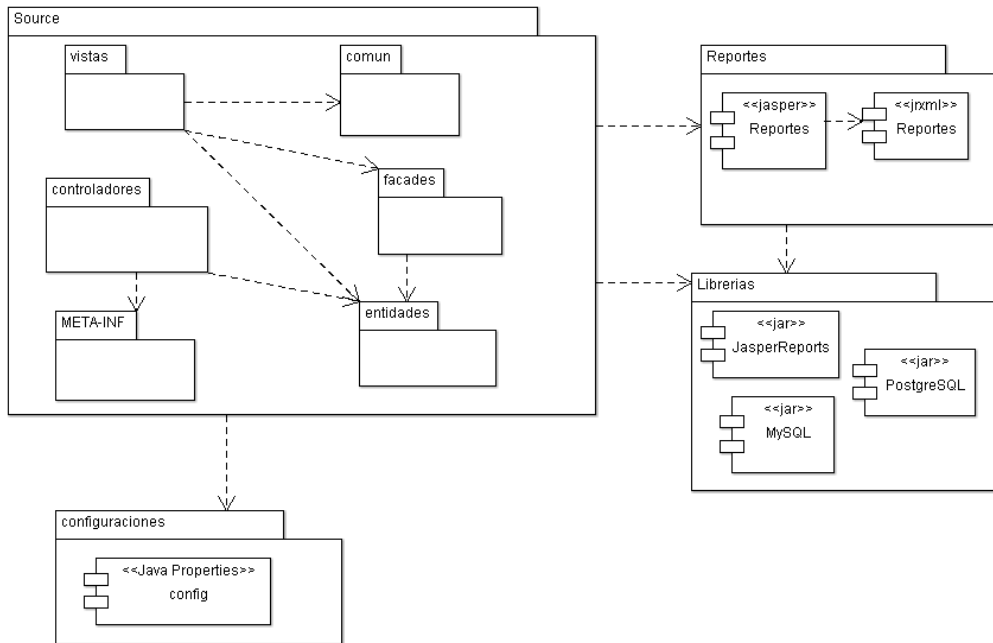 Source
vistas
comun
controladores
facades
META-INF
entidades
Reportes
<<jasper>>
Reportes
<<jrxml>>
Reportes
Librerias
<<jar>>
JasperReports
<<jar>>
PostgreSQL
<<jar>>
MySQL
configuraciones
<<Java Properties>>
config